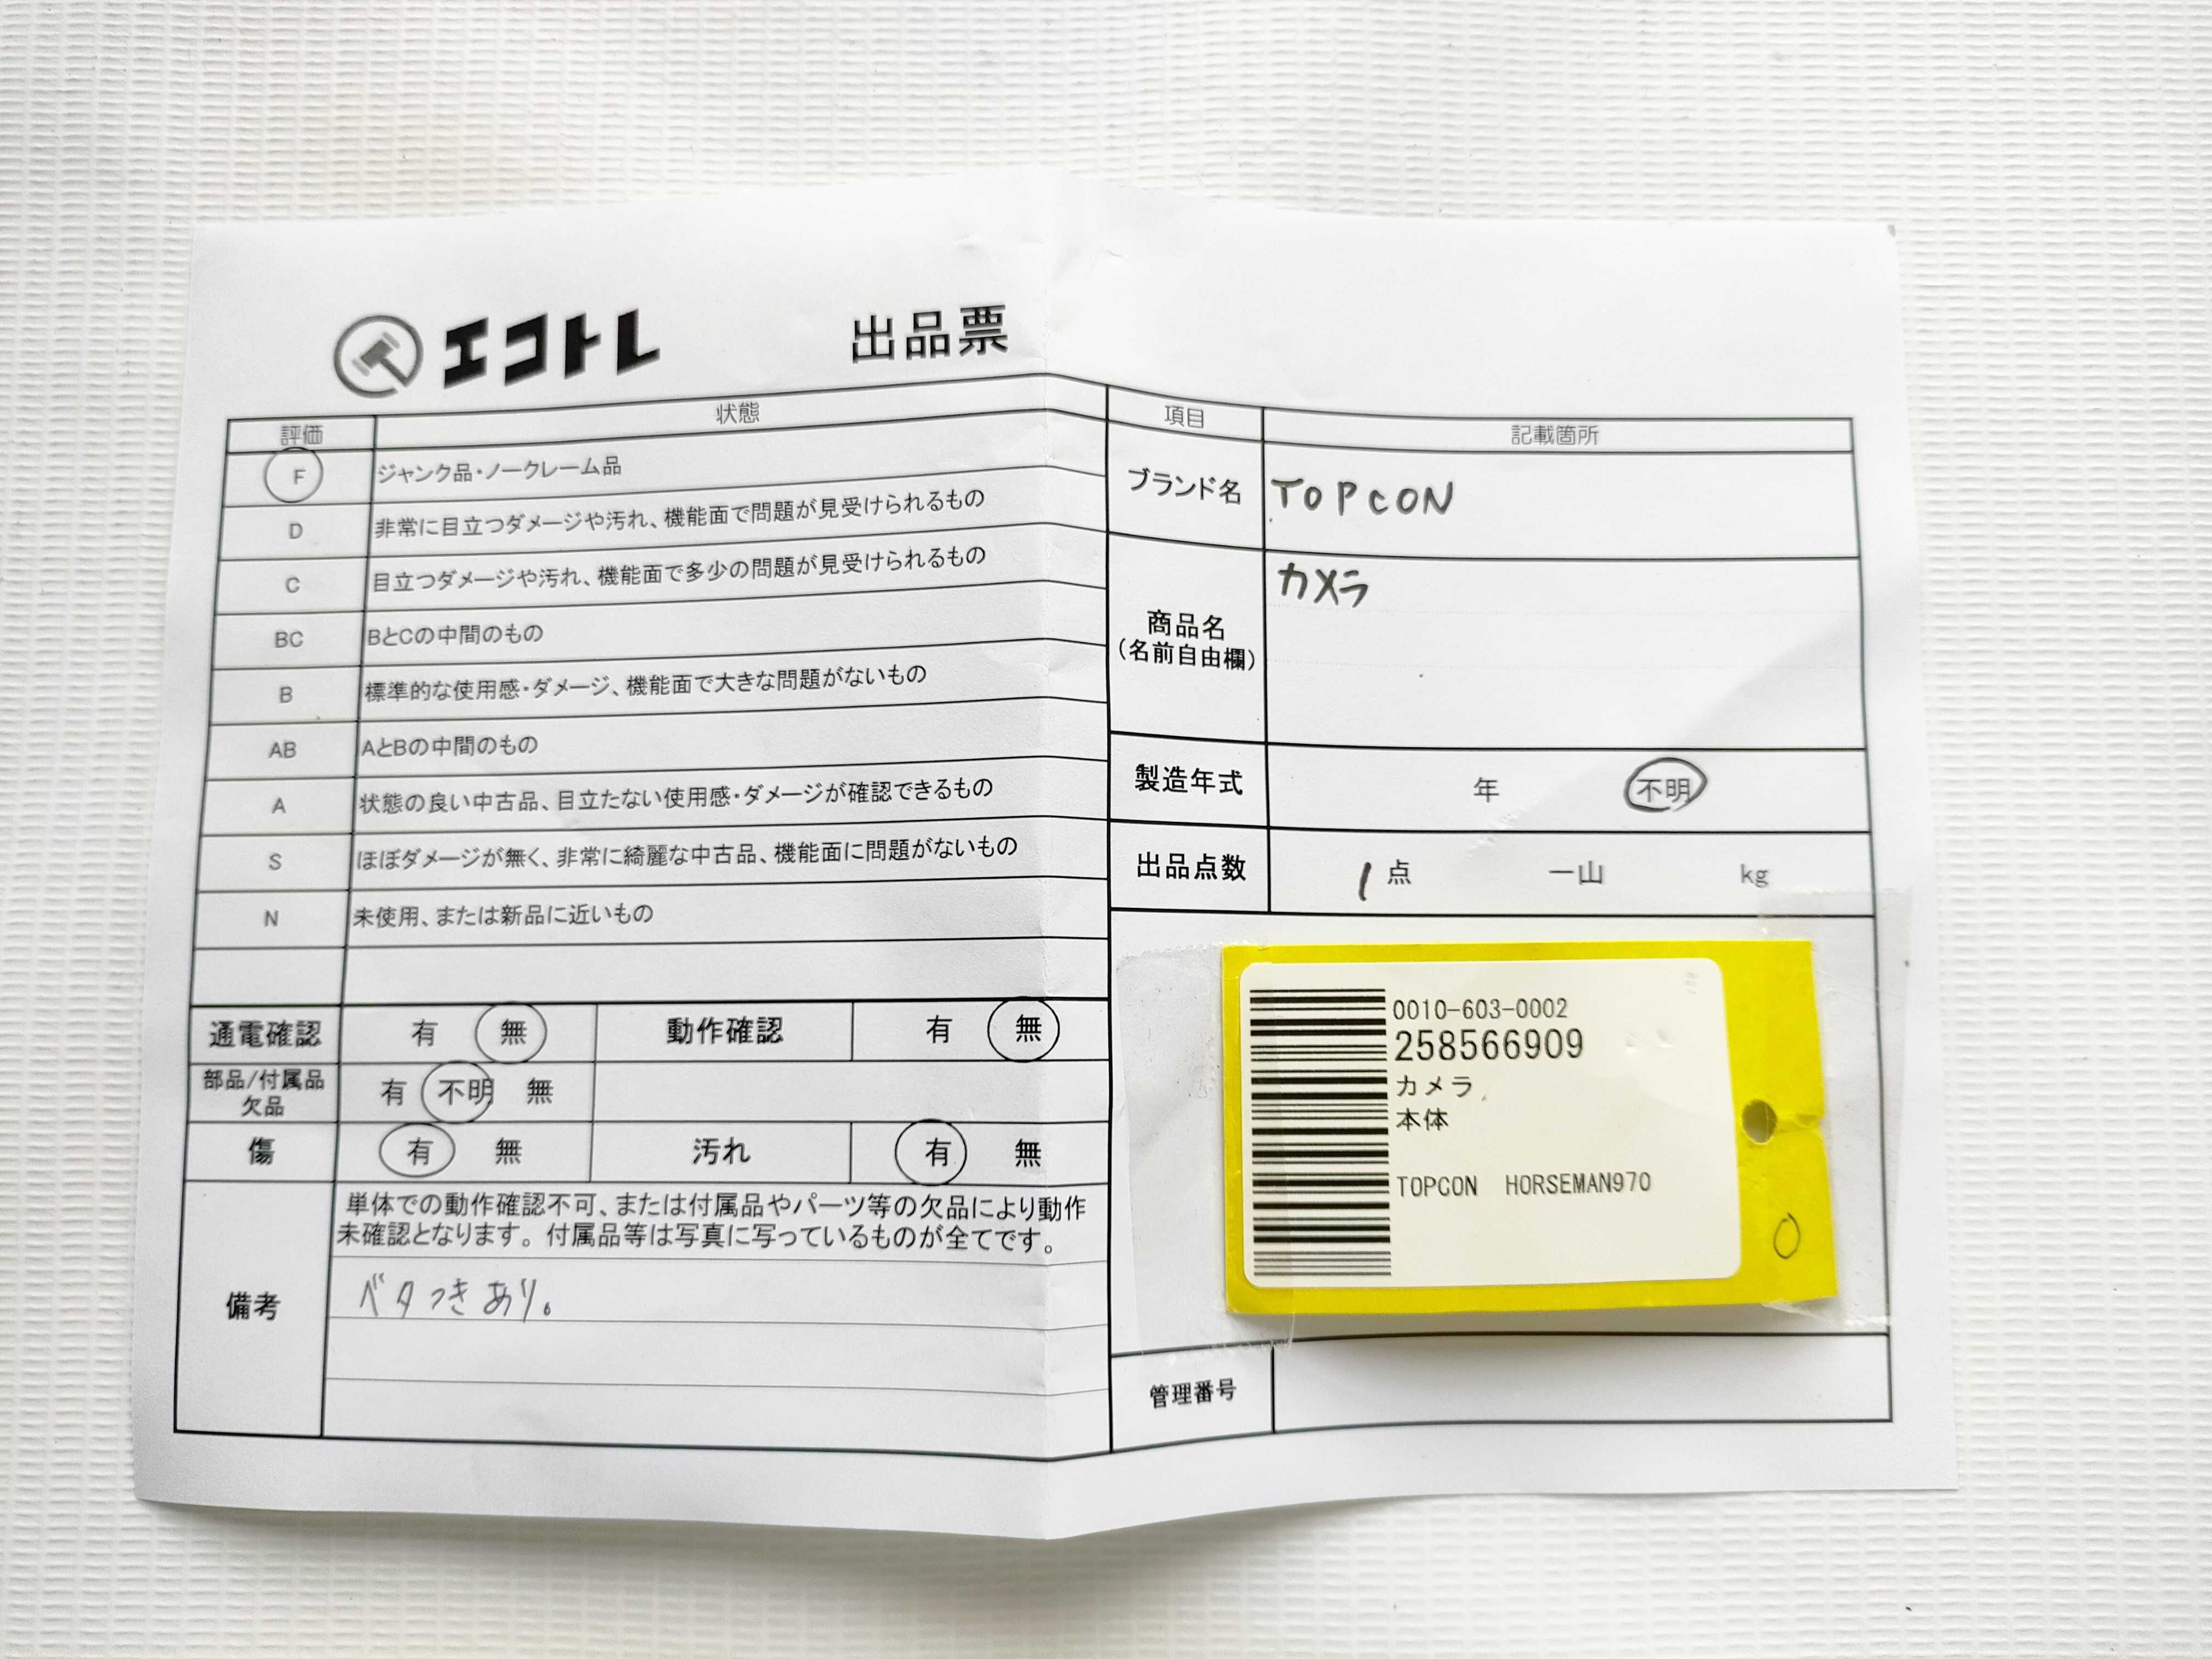 エコトレ 出品票
評価 状態
F ジャンク品・ノークレーム品
D 非常に目立つダメージや汚れ、機能面で問題が見受けられるもの
C 目立つダメージや汚れ、機能面で多少の問題が見受けられるもの
BC BとCの中間のもの
B 標準的な使用感・ダメージ、機能面で大きな問題がないもの
AB AとBの中間のもの
A 状態の良い中古品、目立たない使用感・ダメージが確認できるもの
S ほぼダメージが無く、非常に綺麗な中古品、機能面に問題がないもの
N 未使用、または新品に近いもの
通電確認 有 無 動作確認 有 無
部品/付属品
欠品 有 不明 無
傷 有 無 汚れ 有 無
備考
単体での動作確認不可、または付属品やパーツ等の欠品により動作
未確認となります。付属品等は写真に写っているものが全てです。
ベタつきあり。
項目 記載箇所
ブランド名 TOPCON
商品名
(名前自由欄)
カメラ
製造年式 年 不明
出品点数 1点 一山 kg
0010-603-0002
258566909
カメラ
本体
TOPCON HORSEMAN970
0
管理番号